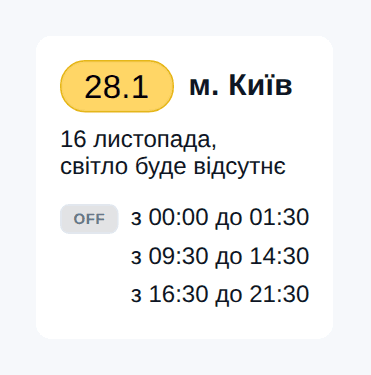 28.1 м. Київ
16 листопада,
світло буде відсутнє
OFF з 00:00 до 01:30
з 09:30 до 14:30
з 16:30 до 21:30